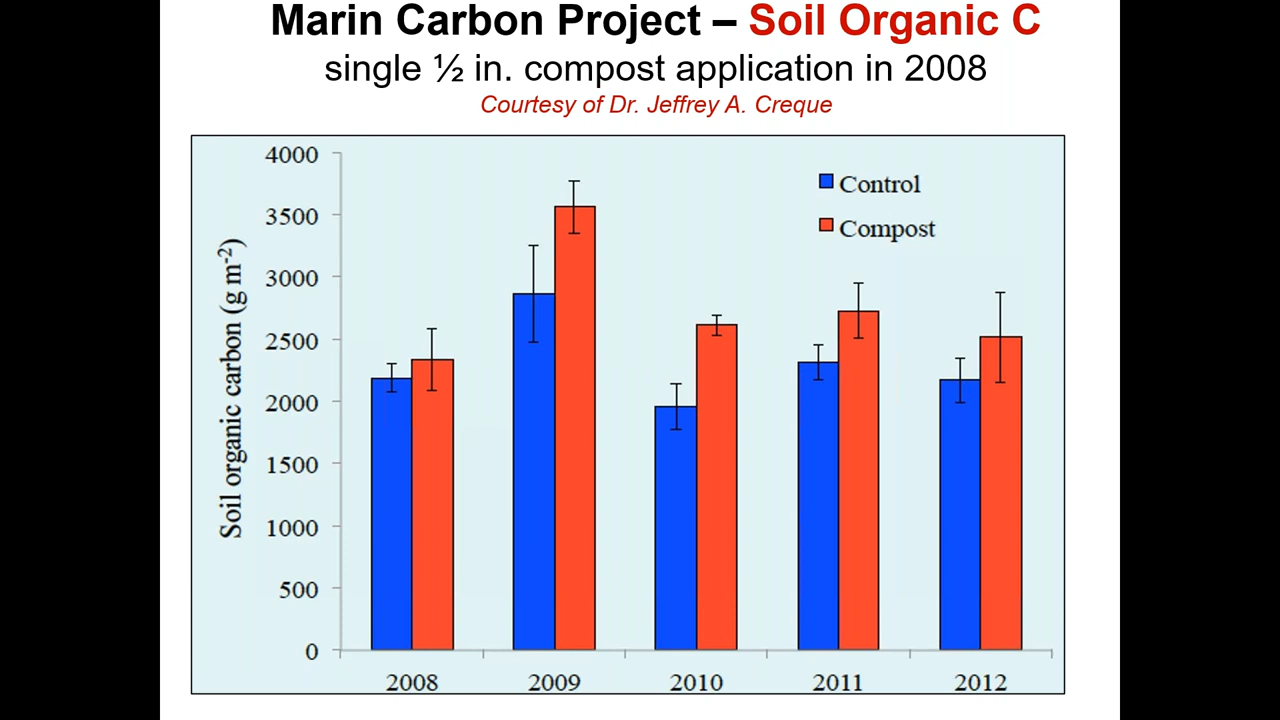 Marin Carbon Project – Soil Organic C
single ½ in. compost application in 2008
Courtesy of Dr. Jeffrey A. Creque
4000
3500
3000
2500
2000
1500
1000
500
0
Soil organic carbon (g m⁻²)
Control
Compost
2008 2009 2010 2011 2012